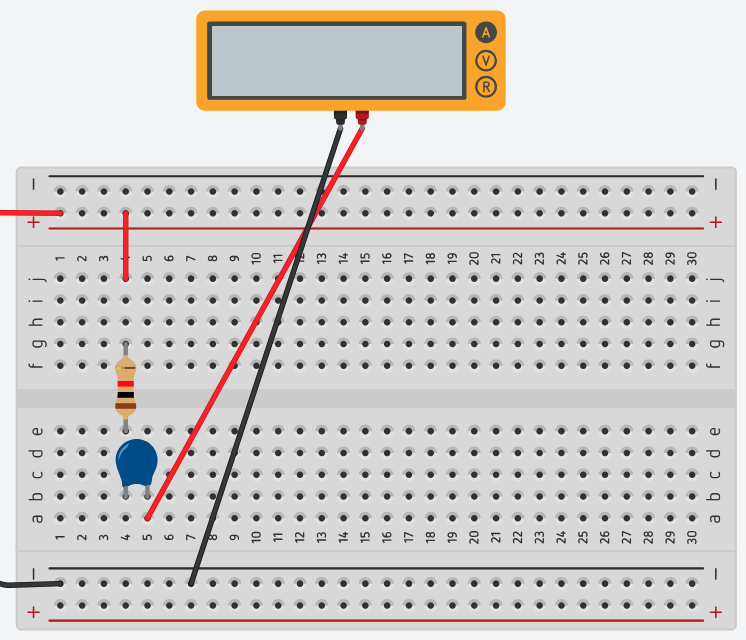 A
V
R
− −
+ +
1 2 3 4 5 6 7 8 9 10 11 12 13 14 15 16 17 18 19 20 21 22 23 24 25 26 27 28 29 30
j j
i i
h h
g g
f f
e e
d d
c c
b b
a a
1 2 3 4 5 6 7 8 9 10 11 12 13 14 15 16 17 18 19 20 21 22 23 24 25 26 27 28 29 30
− −
+ +